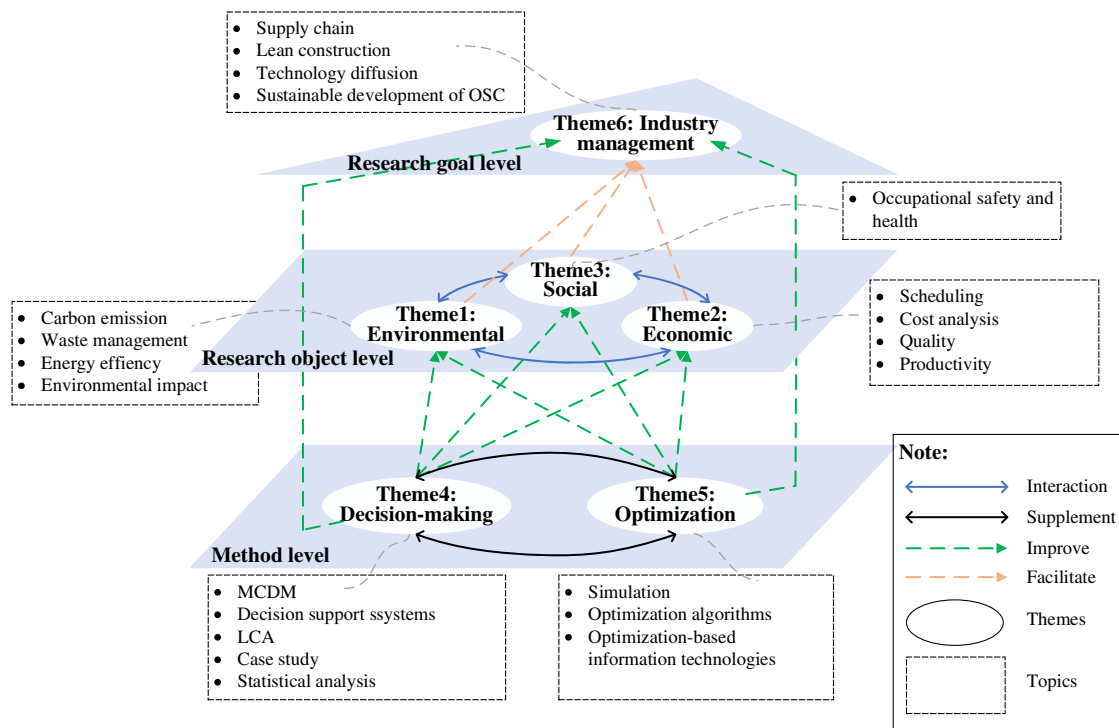 • Supply chain
• Lean construction
• Technology diffusion
• Sustainable development of OSC
Theme6: Industry
management
Research goal level
• Occupational safety and
health
Theme3:
Social
Theme1:
Environmental
Theme2:
Economic
Research object level
• Carbon emission
• Waste management
• Energy effiency
• Environmental impact
• Scheduling
• Cost analysis
• Quality
• Productivity
Theme4:
Decision-making
Theme5:
Optimization
Method level
• MCDM
• Decision support ssystems
• LCA
• Case study
• Statistical analysis
• Simulation
• Optimization algorithms
• Optimization-based
information technologies
Note:
Interaction
Supplement
Improve
Facilitate
Themes
Topics